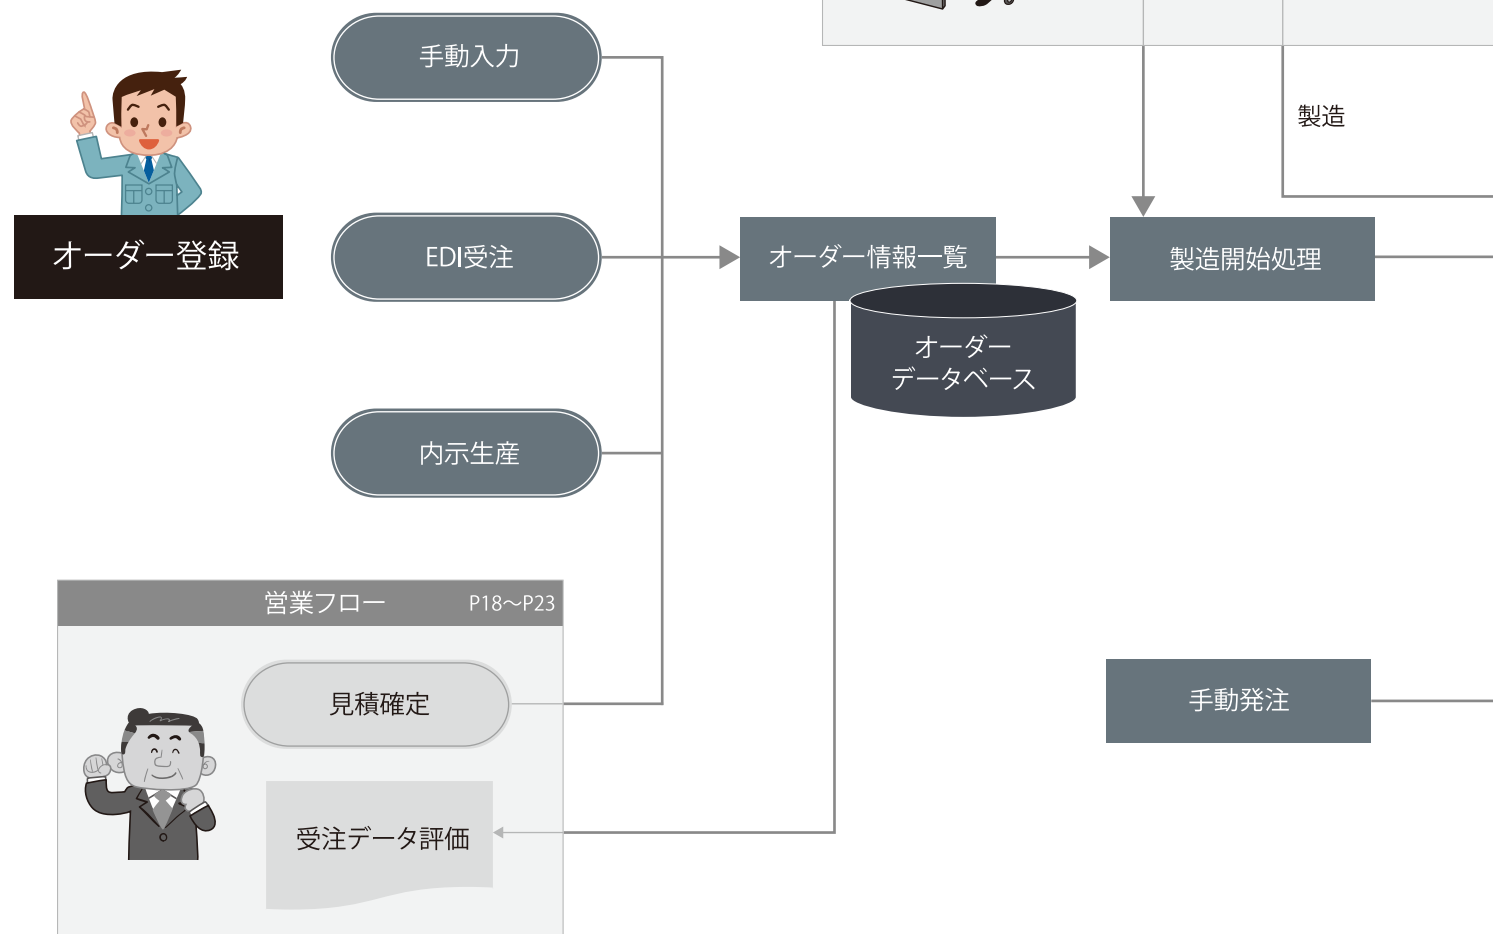 手動入力
製造
オーダー登録
EDI受注
オーダー情報一覧
製造開始処理
オーダー
データベース
内示生産
営業フロー
P18～P23
見積確定
手動発注
受注データ評価